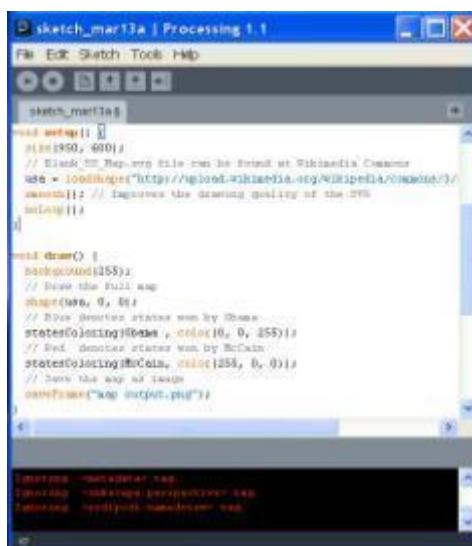 sketch_mar13a | Processing 1.1
File Edit Sketch Tools Help
sketch_mar13a §
void setup() {
size(950, 600);
// Blank_US_Map.svg file can be found at Wikimedia Commons
usa = loadShape("http://upload.wikimedia.org/wikipedia/commons/3/
smooth(); // Improves the drawing quality of the SVG
noLoop();
}
void draw() {
background(255);
// Draw the full map
shape(usa, 0, 0);
// Blue denotes states won by Obama
statesColoring(Obama , color(0, 0, 255));
// Red denotes states won by McCain
statesColoring(McCain, color(255, 0, 0));
// Save the map as image
saveFrame("map output.png");
}
Ignoring <metadata> tag.
Ignoring <inkscape:perspective> tag.
Ignoring <sodipodi:namedview> tag.